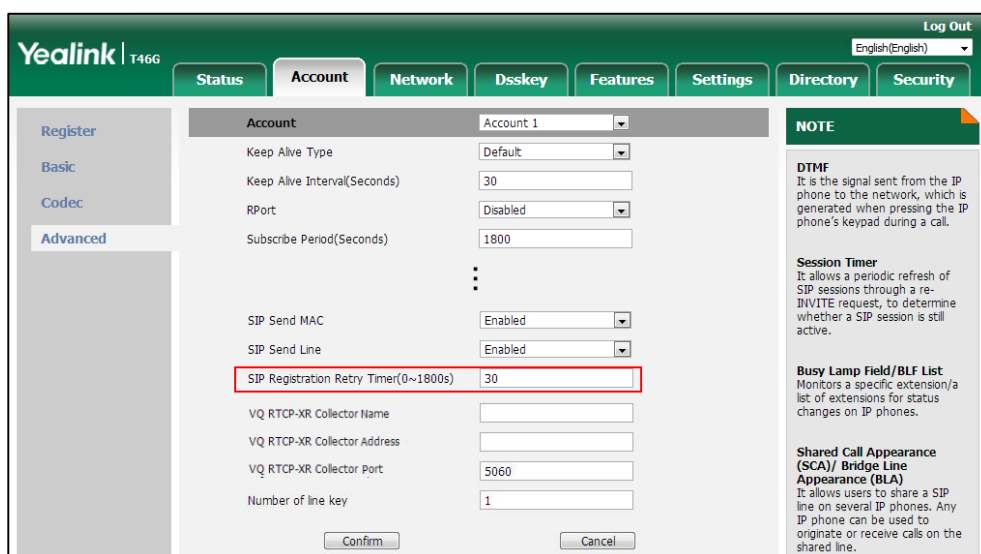 Log Out
Yealink T46G
English(English)
Status Account Network Dsskey Features Settings Directory Security
Register
Basic
Codec
Advanced
Account Account 1
Keep Alive Type Default
Keep Alive Interval(Seconds) 30
RPort Disabled
Subscribe Period(Seconds) 1800
SIP Send MAC Enabled
SIP Send Line Enabled
SIP Registration Retry Timer(0~1800s) 30
VQ RTCP-XR Collector Name
VQ RTCP-XR Collector Address
VQ RTCP-XR Collector Port 5060
Number of line key 1
Confirm Cancel
NOTE
DTMF
It is the signal sent from the IP
phone to the network, which is
generated when pressing the IP
phone's keypad during a call.
Session Timer
It allows a periodic refresh of
SIP sessions through a re-
INVITE request, to determine
whether a SIP session is still
active.
Busy Lamp Field/BLF List
Monitors a specific extension/a
list of extensions for status
changes on IP phones.
Shared Call Appearance
(SCA)/ Bridge Line
Appearance (BLA)
It allows users to share a SIP
line on several IP phones. Any
IP phone can be used to
originate or receive calls on the
shared line.